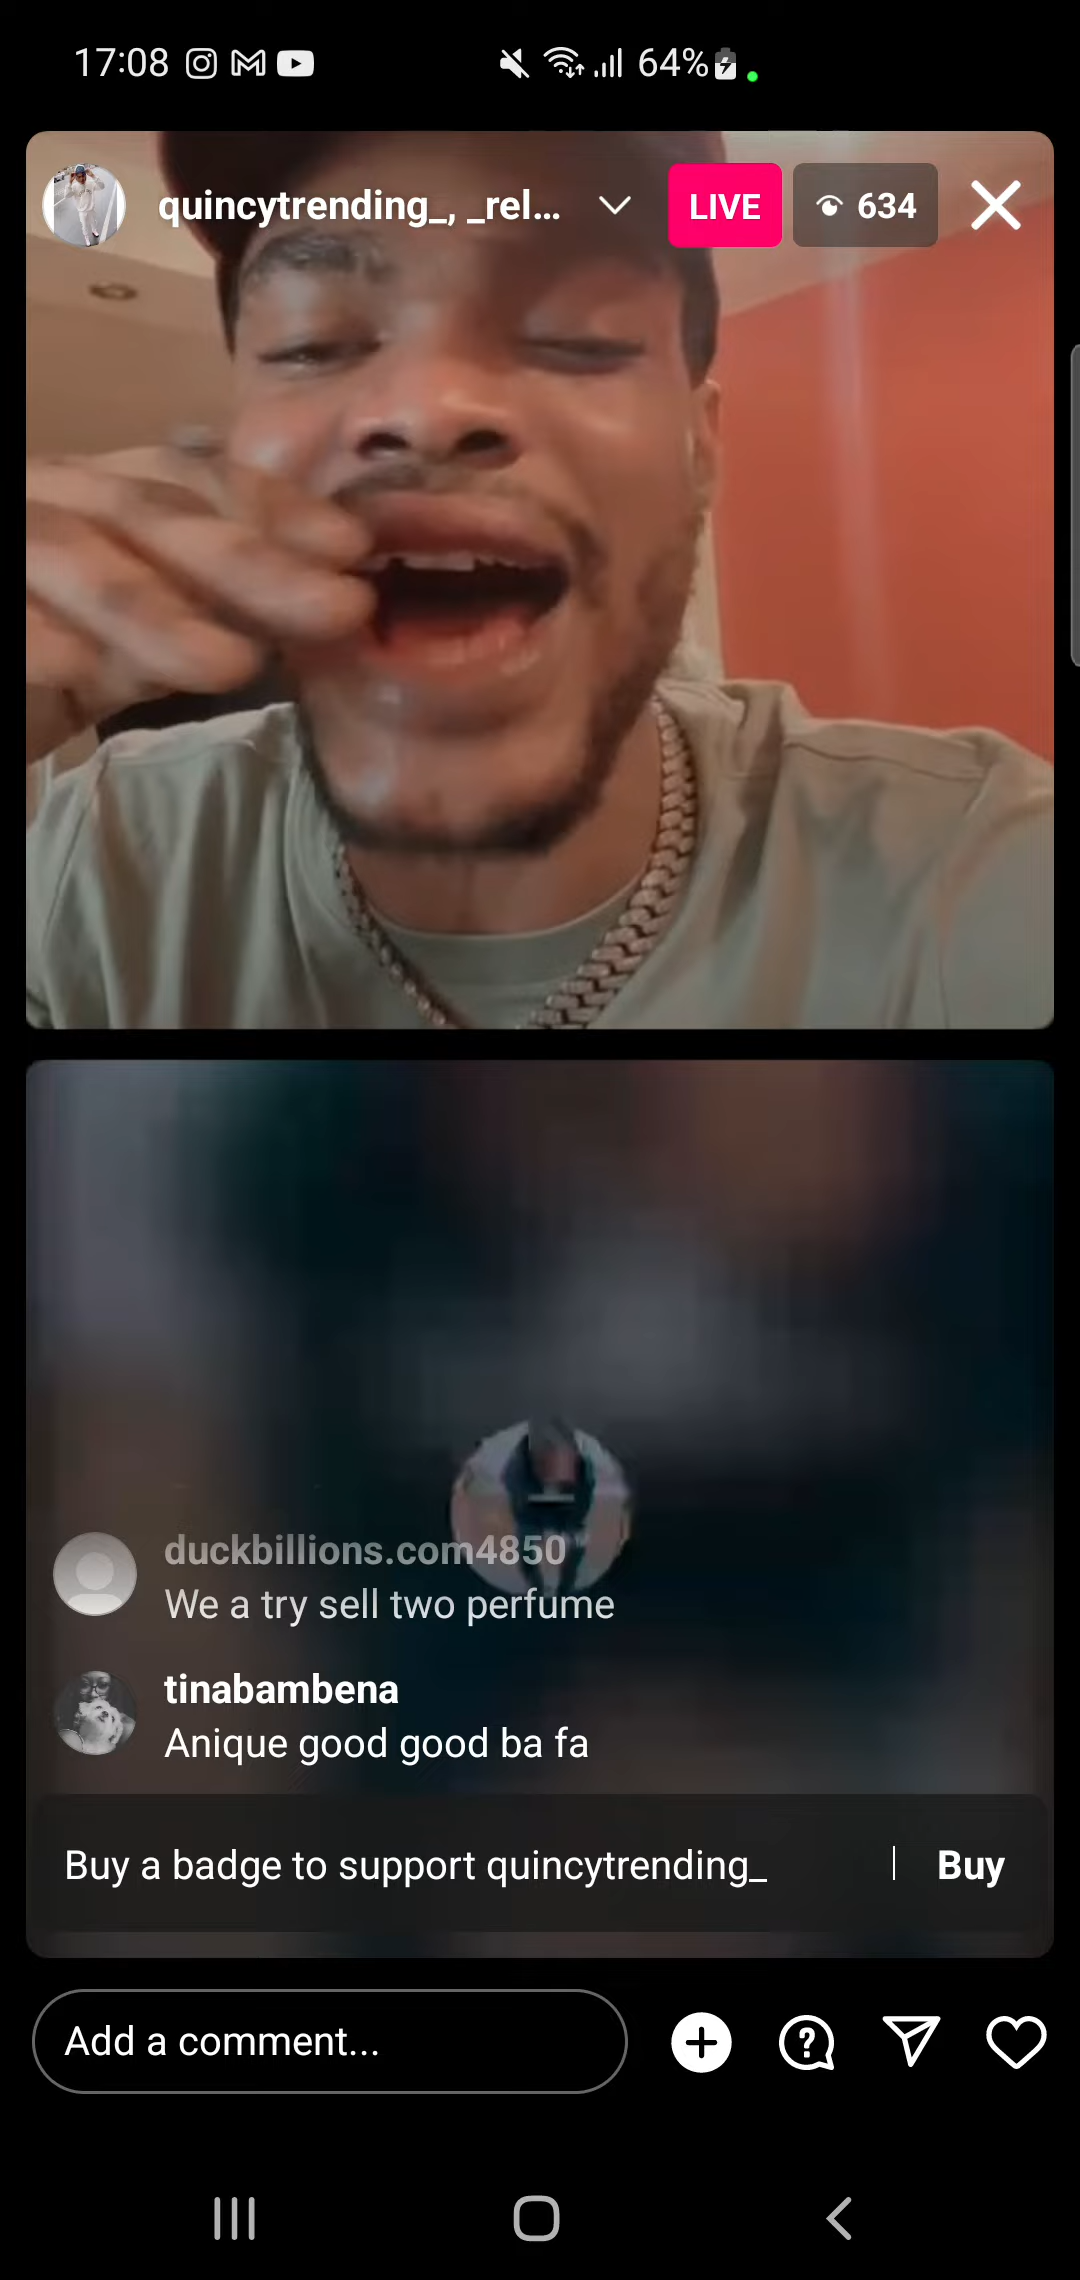 17:08 64%
quincytrending_, _rel... LIVE 634
duckbillions.com4850
We a try sell two perfume
tinabambena
Anique good good ba fa
Buy a badge to support quincytrending_ | Buy
Add a comment...